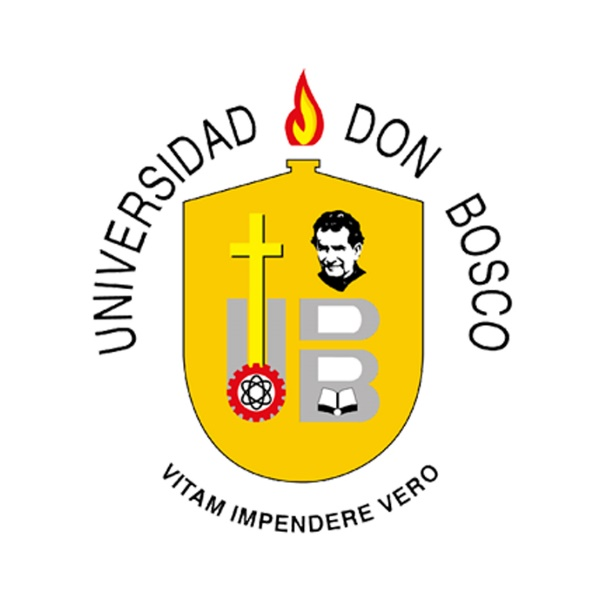 UNIVERSIDAD DON BOSCO
UDB
VITAM IMPENDERE VERO